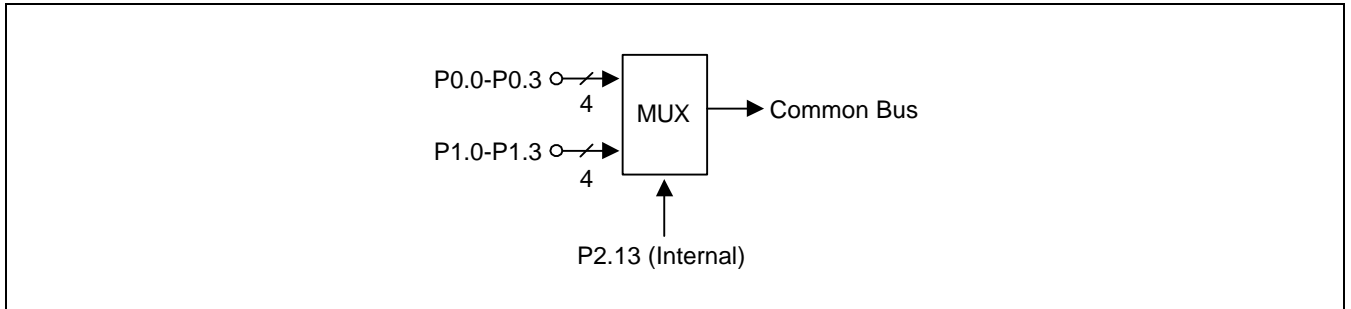 P0.0-P0.3
4
MUX
Common Bus
P1.0-P1.3
4
P2.13 (Internal)